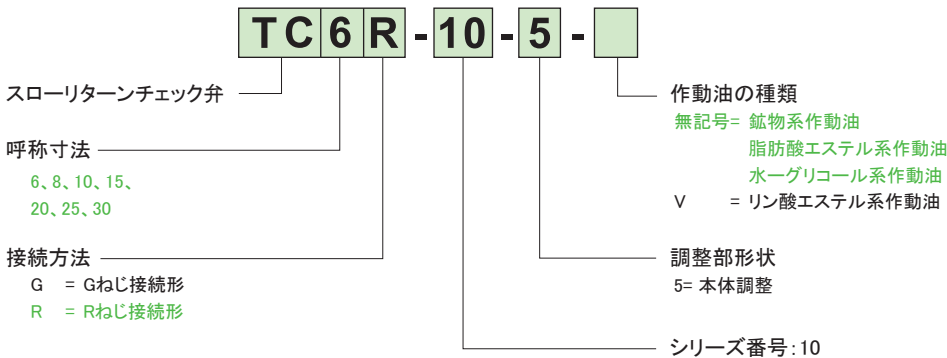 TC6R-10-5-
スローリターンチェック弁
呼称寸法
6、8、10、15、
20、25、30
接続方法
G = Gねじ接続形
R = Rねじ接続形
作動油の種類
無記号= 鉱物系作動油
脂肪酸エステル系作動油
水ーグリコール系作動油
V = リン酸エステル系作動油
調整部形状
5= 本体調整
シリーズ番号:10